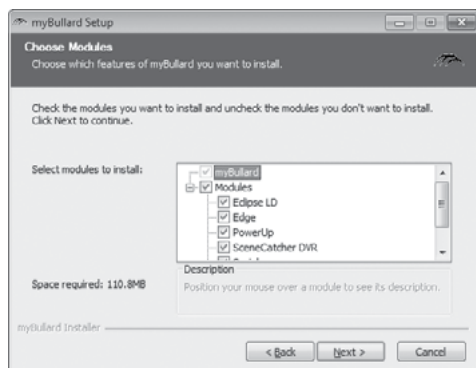 myBullard Setup
Choose Modules
Choose which features of myBullard you want to install.
Check the modules you want to install and uncheck the modules you don't want to install.
Click Next to continue.
Select modules to install:
myBullard
Modules
Eclipse LD
Edge
PowerUp
SceneCatcher DVR
Space required: 110.8MB
Description
Position your mouse over a module to see its description.
myBullard Installer
< Back
Next >
Cancel